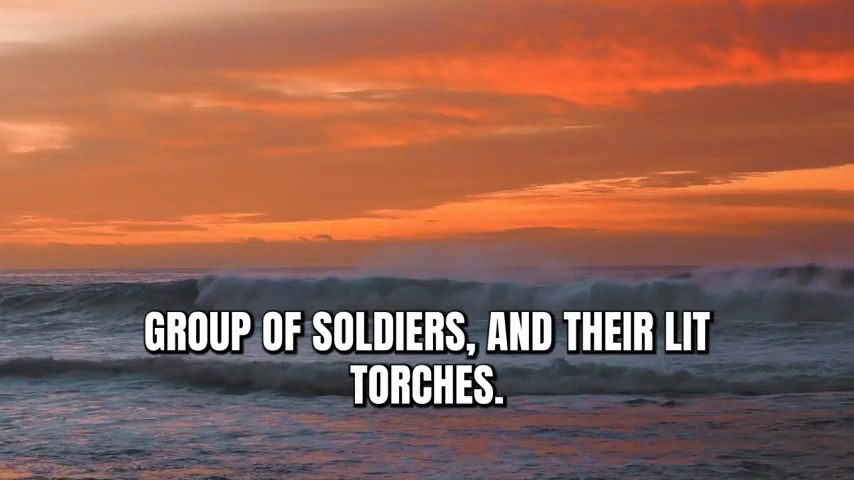 GROUP OF SOLDIERS, AND THEIR LIT
TORCHES.